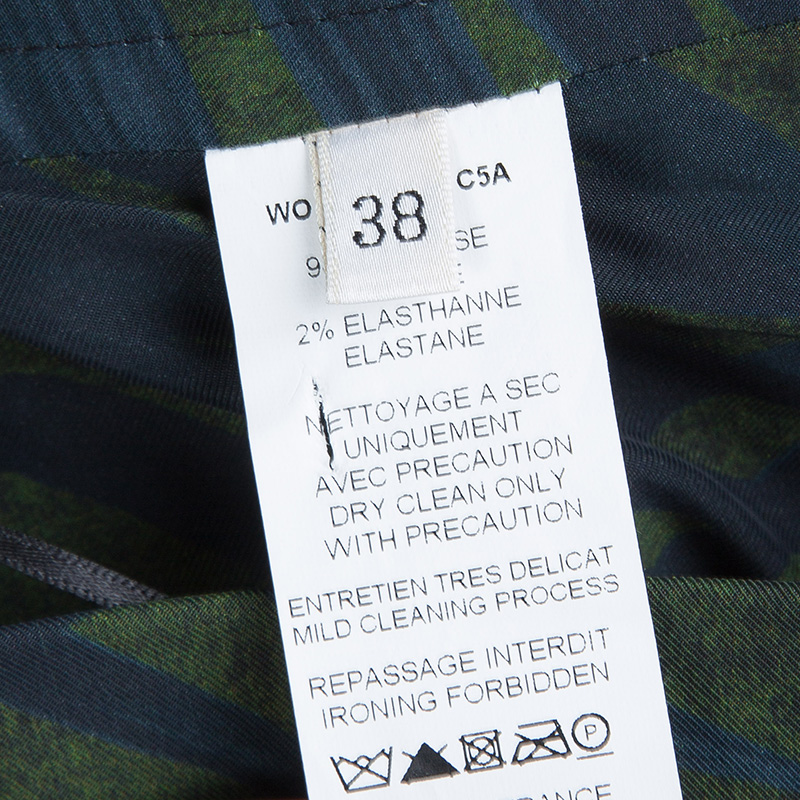 WO
C5A
38
SE
9
2% ELASTHANNE
ELASTANE
NETTOYAGE A SEC
UNIQUEMENT
AVEC PRECAUTION
DRY CLEAN ONLY
WITH PRECAUTION
ENTRETIEN TRES DELICAT
MILD CLEANING PROCESS
REPASSAGE INTERDIT
IRONING FORBIDDEN
P